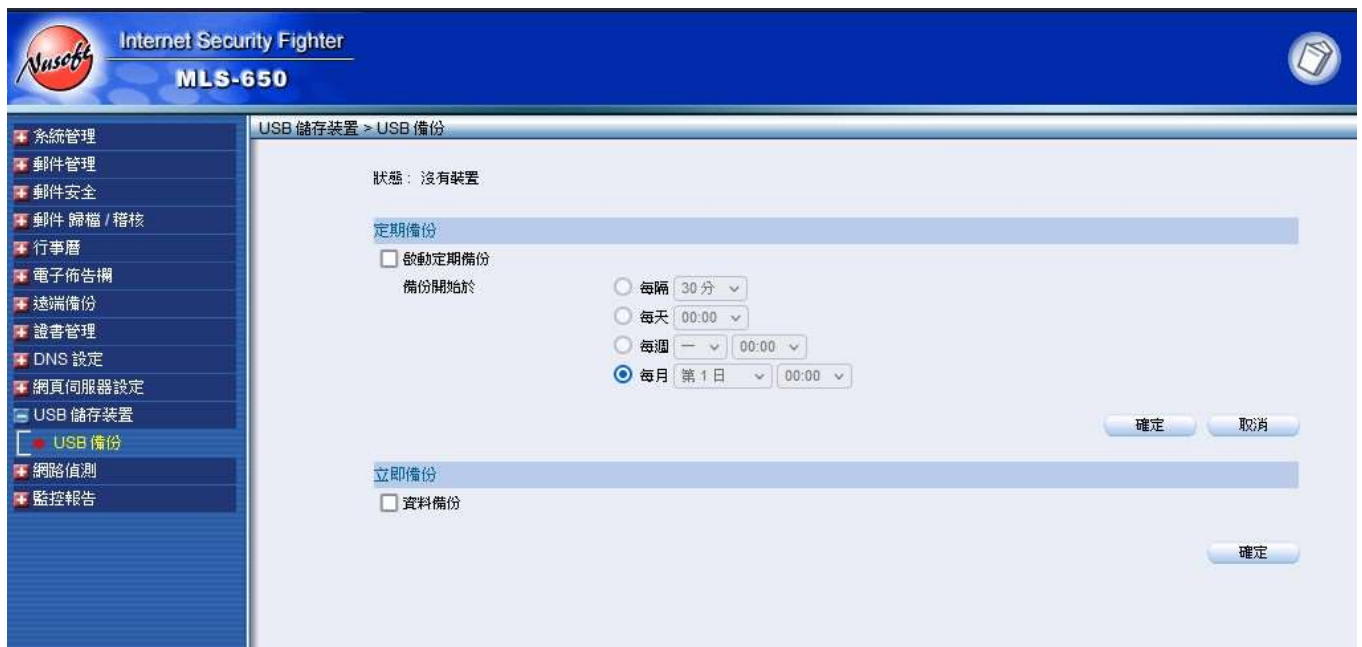 Nusoft
Internet Security Fighter
MLS-650
系統管理
郵件管理
郵件安全
郵件 歸檔 / 稽核
行事曆
電子佈告欄
遠端備份
證書管理
DNS 設定
網頁伺服器設定
USB 儲存裝置
USB 備份
網路偵測
監控報告
USB 儲存裝置 > USB 備份
狀態 : 沒有裝置
定期備份
啟動定期備份
備份開始於
每隔 30 分
每天 00:00
每週 一 00:00
每月 第 1 日 00:00
確定 取消
立即備份
資料備份
確定